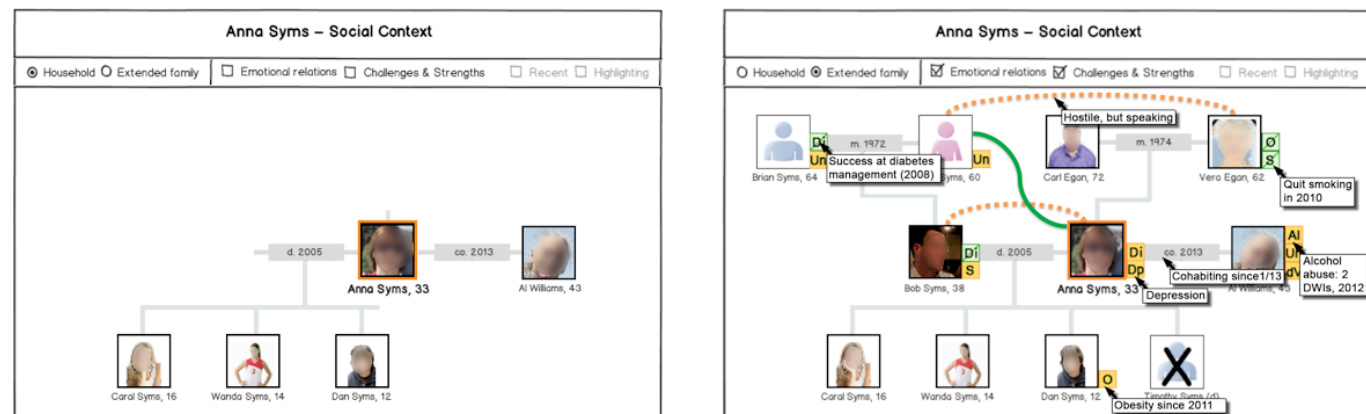 Anna Syms – Social Context
Household Extended family Emotional relations Challenges & Strengths Recent Highlighting
d. 2005
co. 2013
Anna Syms, 33
Al Williams, 43
Caral Syms, 16
Wanda Syms, 14
Dan Syms, 12
Anna Syms – Social Context
Household Extended family Emotional relations Challenges & Strengths Recent Highlighting
Hostile, but speaking
Di
m. 1972
m. 1974
Ø
Un
Success at diabetes
management (2008)
Un
S
Brian Syms, 64
Syms, 60
Carl Egan, 72
Vera Egan, 62
Quit smoking
in 2010
Di
S
d. 2005
Di
Dp
co. 2013
Cohabiting since1/13
Al
Un
dV
Alcohol
abuse: 2
DWIs, 2012
Bob Syms, 38
Anna Syms, 33
Depression
Al Williams, 43
O
Caral Syms, 16
Wanda Syms, 14
Dan Syms, 12
Timothy Syms (d)
Obesity since 2011